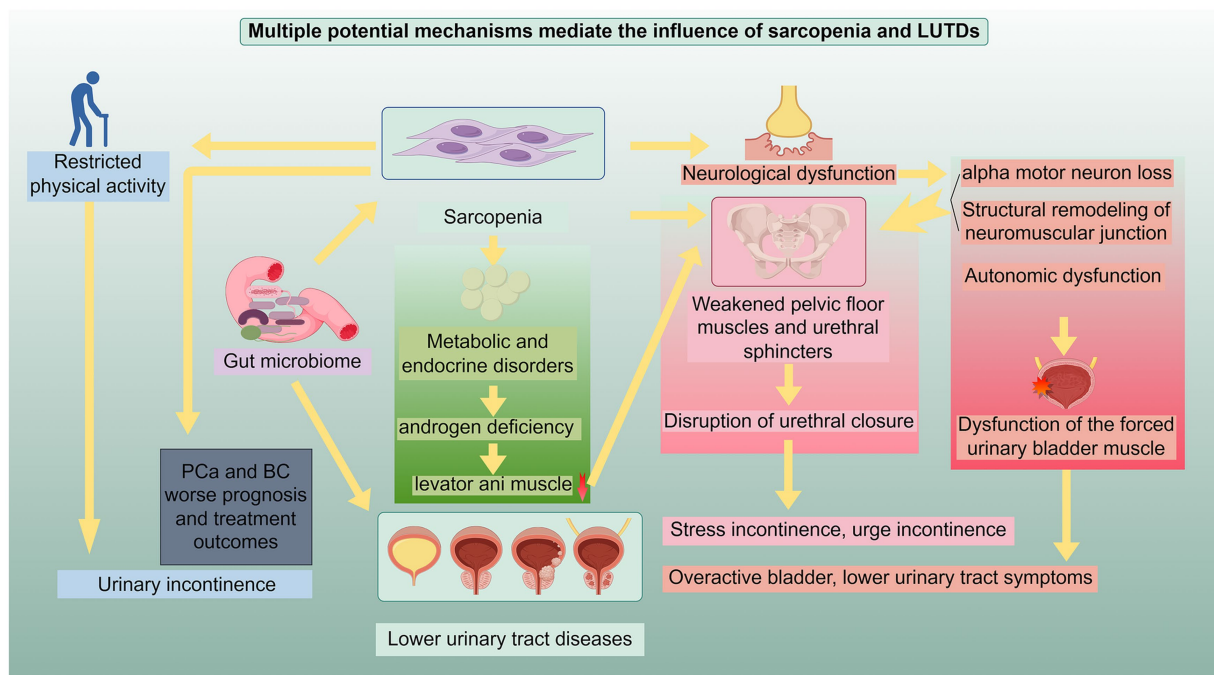 Multiple potential mechanisms mediate the influence of sarcopenia and LUTDs
Restricted
physical activity
Sarcopenia
Neurological dysfunction
alpha motor neuron loss
Structural remodeling of
neuromuscular junction
Autonomic dysfunction
Gut microbiome
Metabolic and
endocrine disorders
androgen deficiency
levator ani muscle
Weakened pelvic floor
muscles and urethral
sphincters
Disruption of urethral closure
Dysfunction of the forced
urinary bladder muscle
PCa and BC
worse prognosis
and treatment
outcomes
Urinary incontinence
Stress incontinence, urge incontinence
Overactive bladder, lower urinary tract symptoms
Lower urinary tract diseases